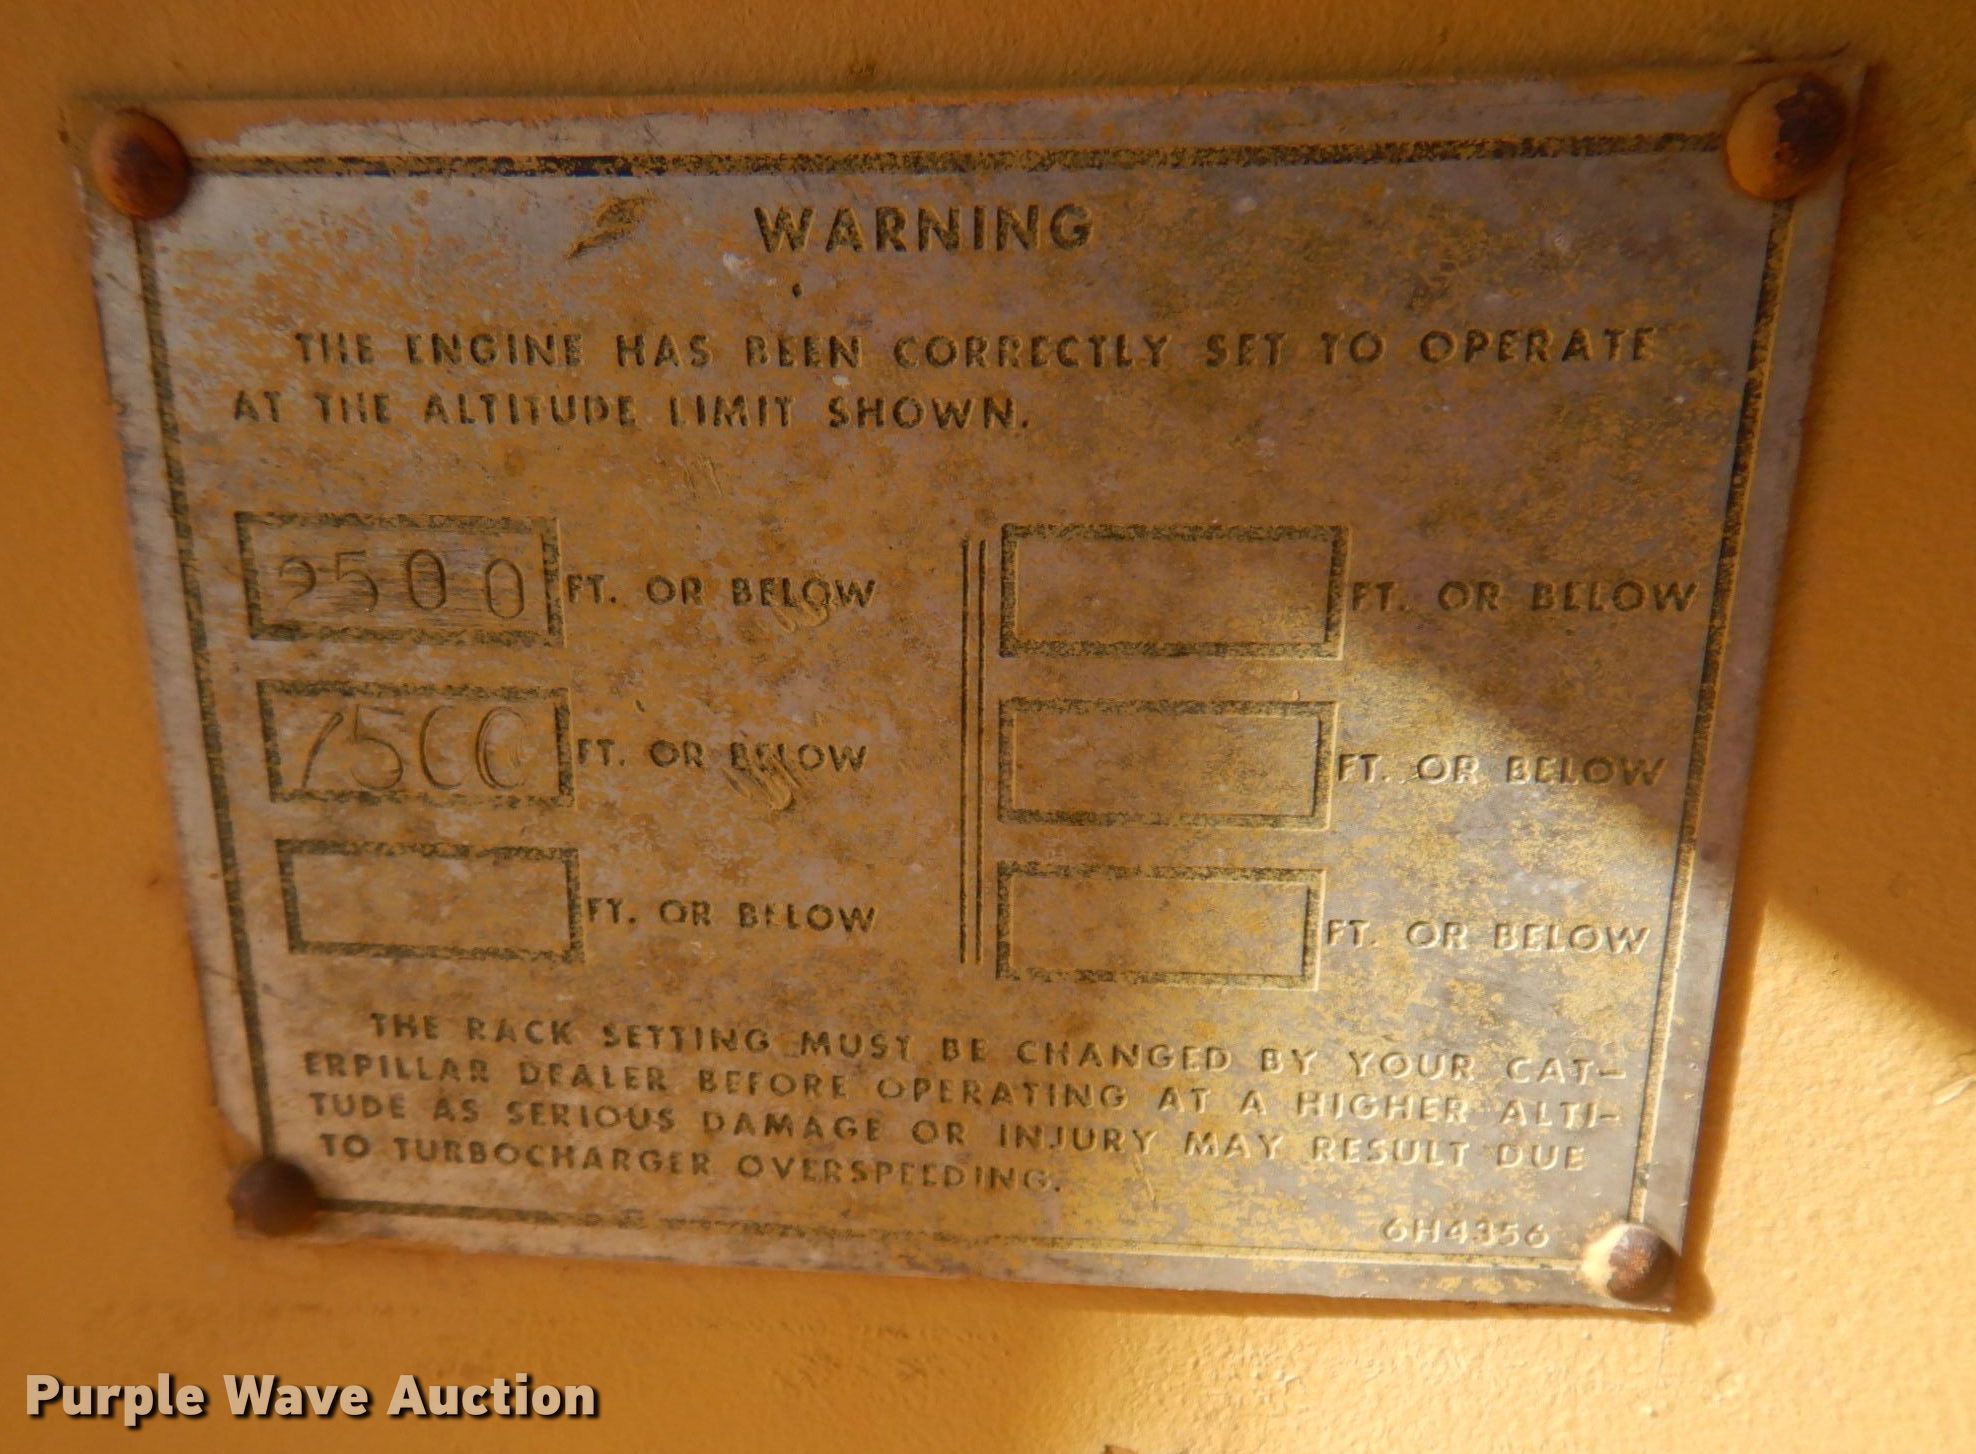 WARNING
THE ENGINE HAS BEEN CORRECTLY SET TO OPERATE
AT THE ALTITUDE LIMIT SHOWN.
FT. OR BELOW
7500 FT. OR BELOW
FT. OR BELOW
FT. OR BELOW
FT. OR BELOW
FT. OR BELOW
THE RACK SETTING MUST BE CHANGED BY YOUR CAT-
ERPILLAR DEALER BEFORE OPERATING AT A HIGHER ALTI-
TUDE AS SERIOUS DAMAGE OR INJURY MAY RESULT DUE
TO TURBOCHARGER OVERSPEEDING.
6H4356
Purple Wave Auction